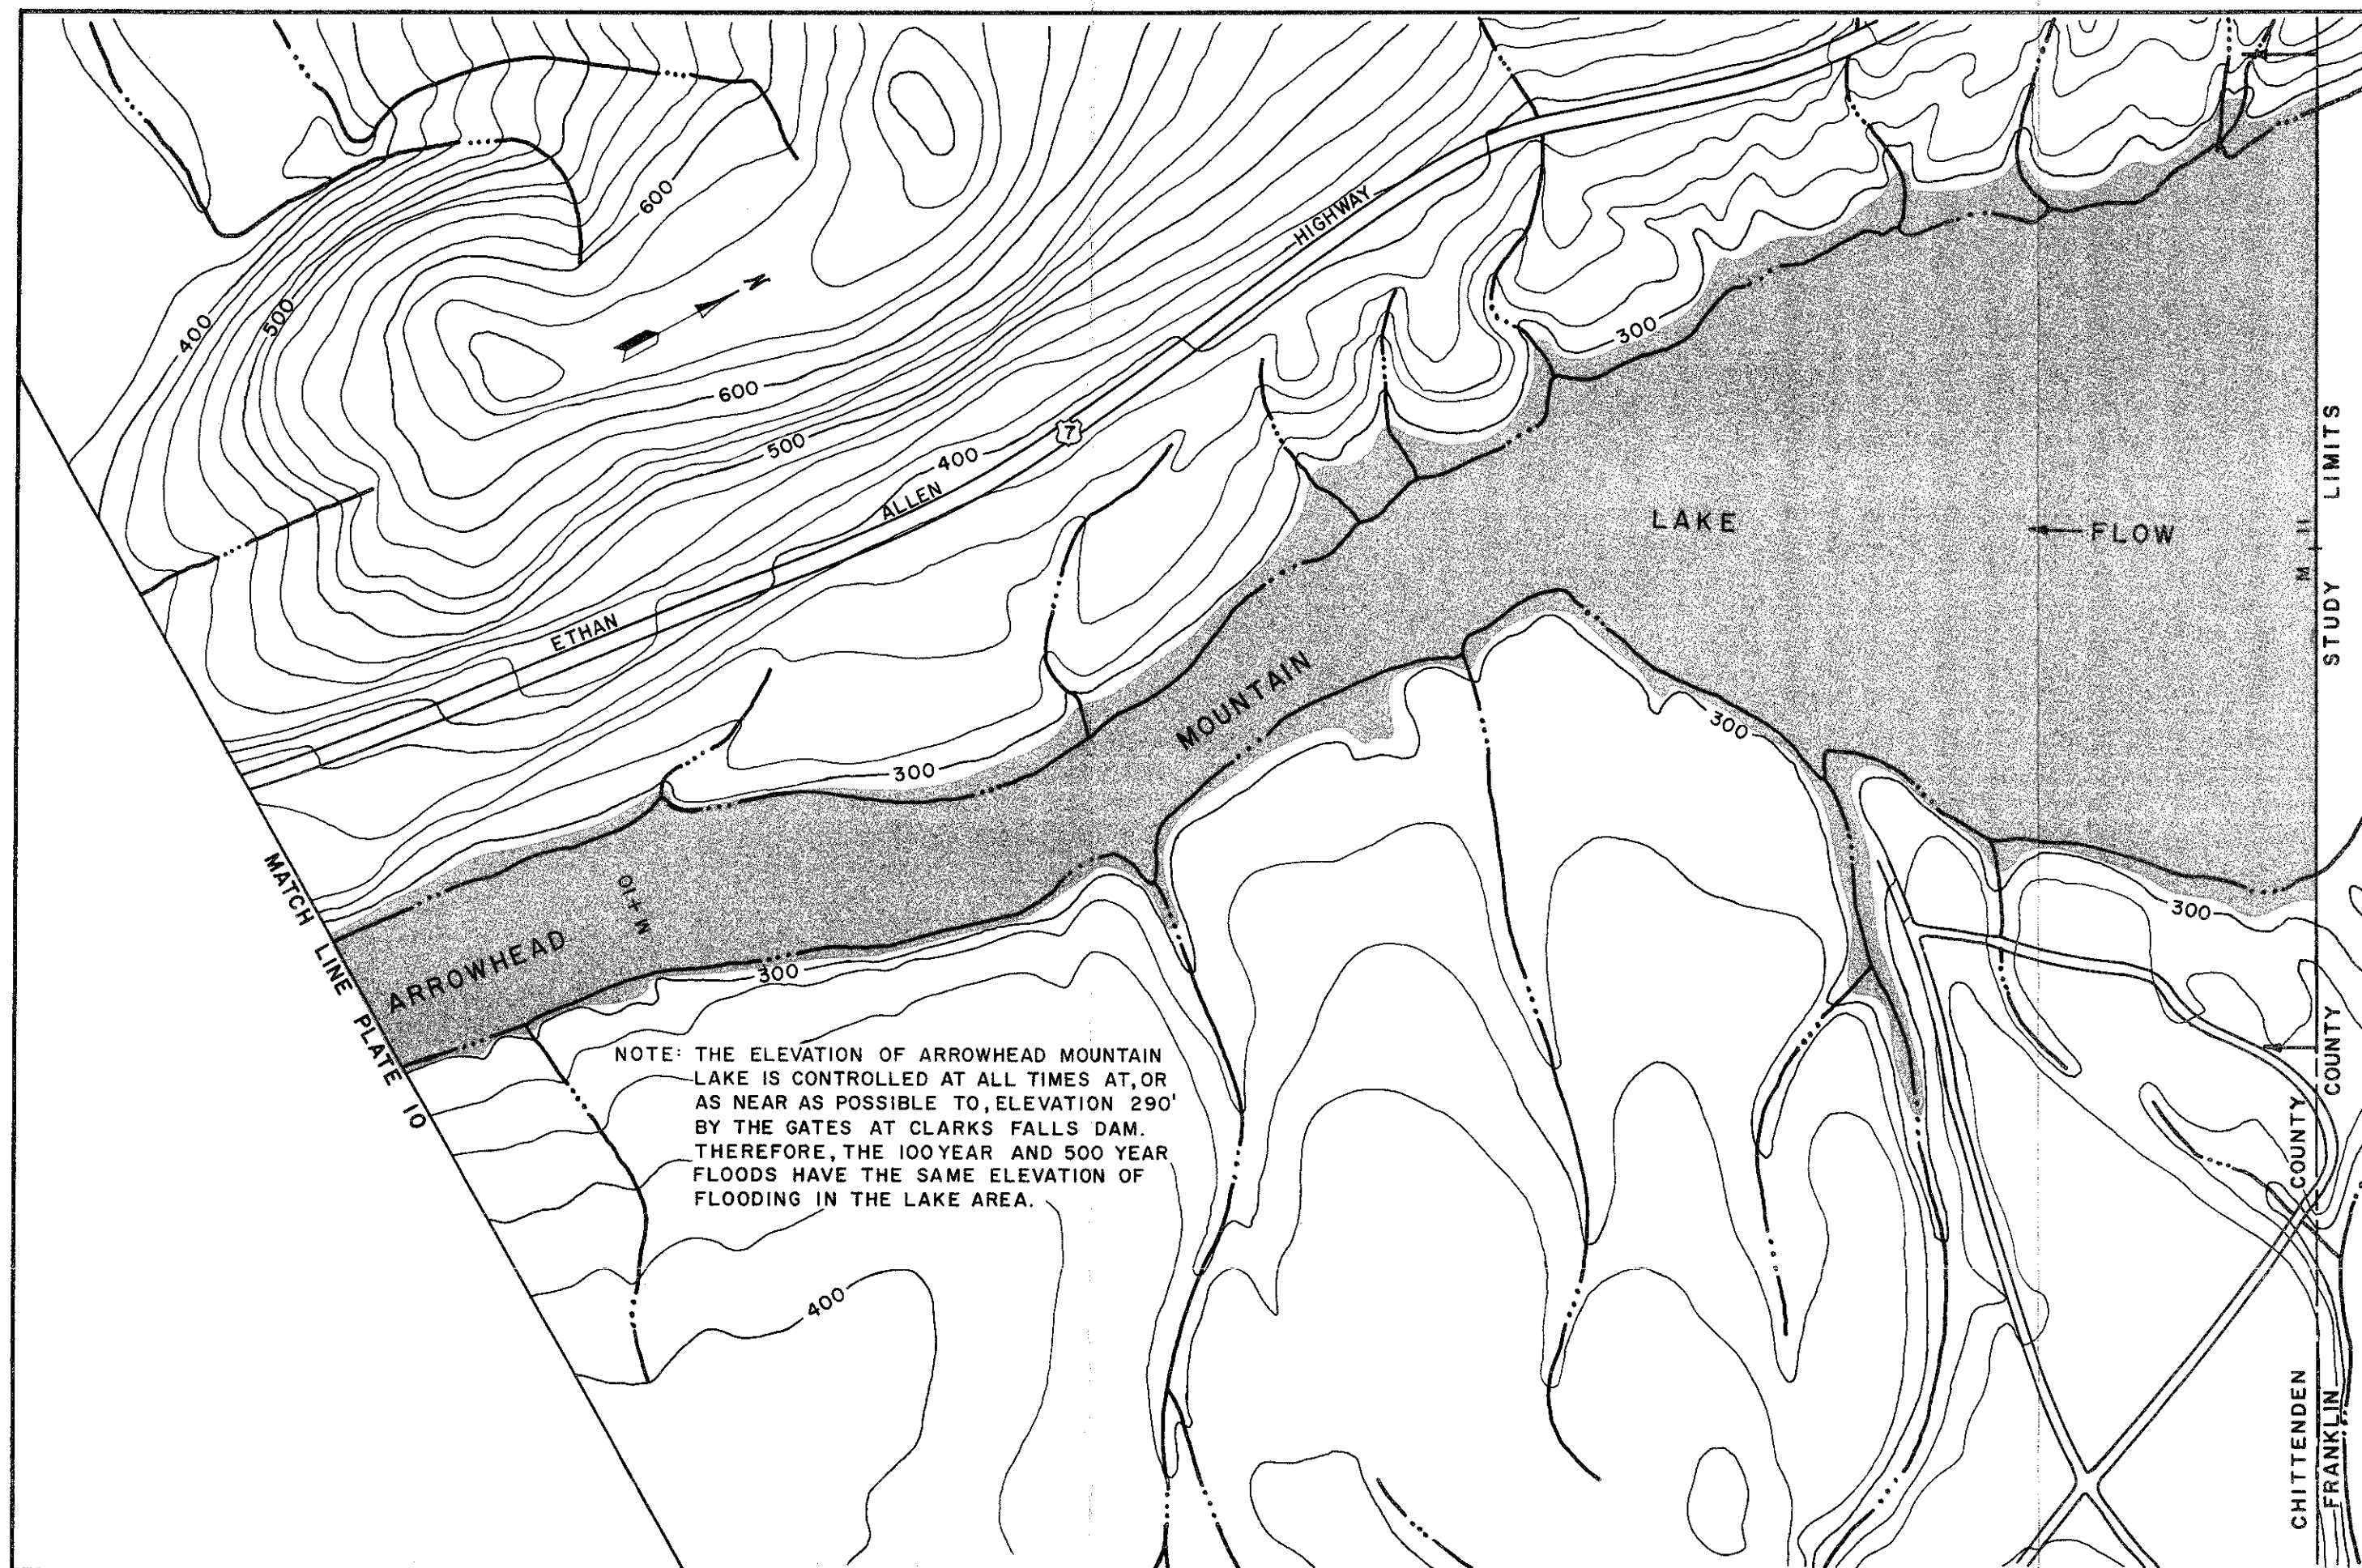 600
N
HIGHWAY
400
500
300
600
7
500
400
LIMITS
ALLEN
LAKE
FLOW
M 11
STUDY
ETHAN
MOUNTAIN
300
300
MATCH LINE PLATE 10
M 10
300
ARROWHEAD
300
NOTE: THE ELEVATION OF ARROWHEAD MOUNTAIN
LAKE IS CONTROLLED AT ALL TIMES AT, OR
AS NEAR AS POSSIBLE TO, ELEVATION 290'
BY THE GATES AT CLARKS FALLS DAM.
THEREFORE, THE 100 YEAR AND 500 YEAR
FLOODS HAVE THE SAME ELEVATION OF
FLOODING IN THE LAKE AREA.
400
CHITTENDEN COUNTY
FRANKLIN COUNTY